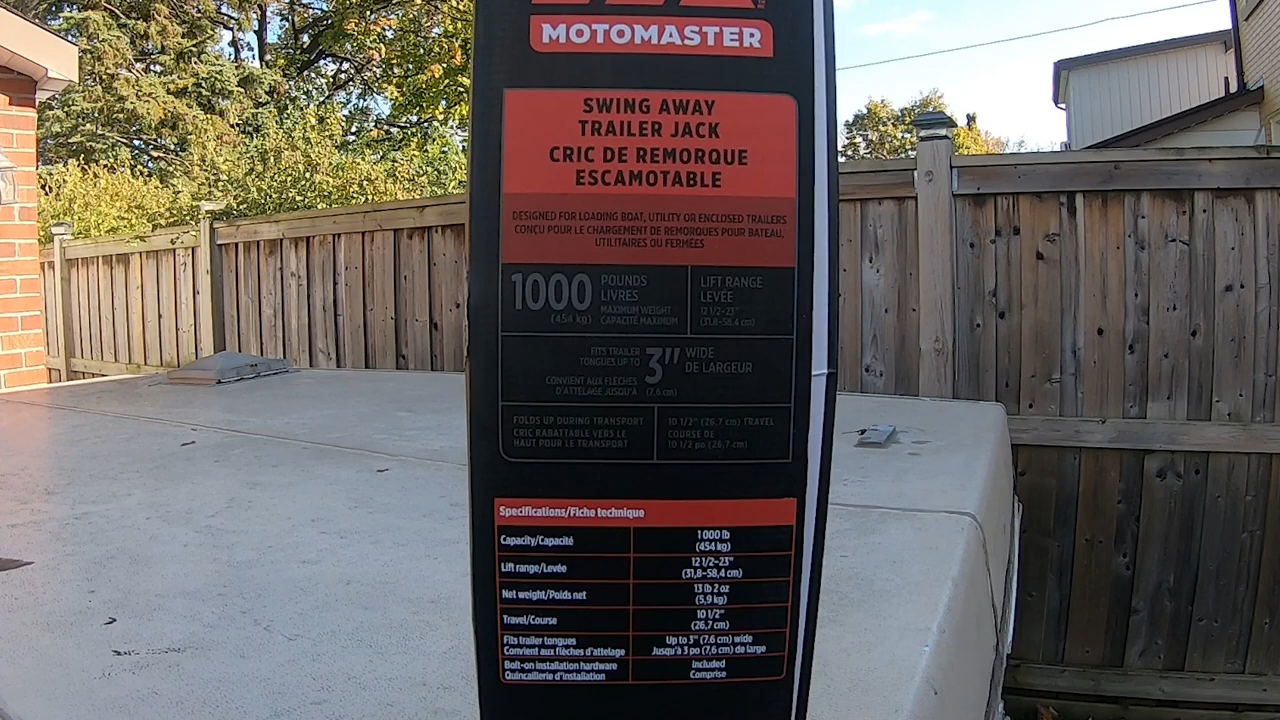 MOTOMASTER
SWING AWAY
TRAILER JACK
CRIC DE REMORQUE
ESCAMOTABLE
DESIGNED FOR LOADING BOAT, UTILITY OR ENCLOSED TRAILERS
CONÇU POUR LE CHARGEMENT DE REMORQUES POUR BATEAU,
UTILITAIRES OU FERMÉES
1000 POUNDS
LIVRES
(454 kg) MAXIMUM WEIGHT
CAPACITÉ MAXIMUM
LIFT RANGE
LEVÉE
12 1/2-23"
(31,8-58,4 cm)
FITS TRAILER
TONGUES UP TO
CONVIENT AUX FLÈCHES
D'ATTELAGE JUSQU'À
3"
(7,6 cm)
WIDE
DE LARGEUR
FOLDS UP DURING TRANSPORT
CRIC RABATTABLE VERS LE
HAUT POUR LE TRANSPORT
10 1/2" (26,7 cm) TRAVEL
COURSE DE
10 1/2 po (26,7 cm)
Specifications/Fiche technique
Capacity/Capacité 1 000 lb
(454 kg)
Lift range/Levée 12 1/2-23"
(31,8-58,4 cm)
Net weight/Poids net 13 lb 2 oz
(5,9 kg)
Travel/Course 10 1/2"
(26,7 cm)
Fits trailer tongues Up to 3" (7.6 cm) wide
Convient aux flèches d'attelage Jusqu'à 3 po (7,6 cm) de large
Bolt-on installation hardware Included
Quincaillerie d'installation Comprise